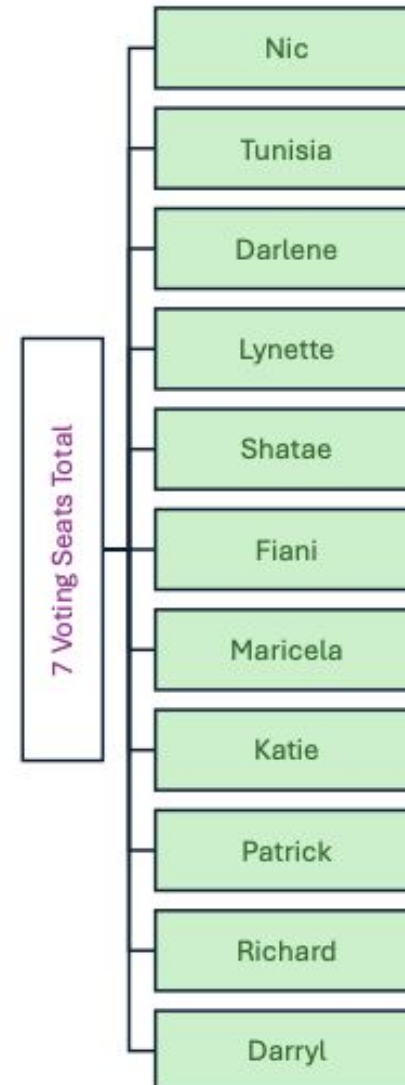 Nic
Tunisia
Darlene
Lynette
Shatae
7 Voting Seats Total
Fiani
Maricela
Katie
Patrick
Richard
Darryl